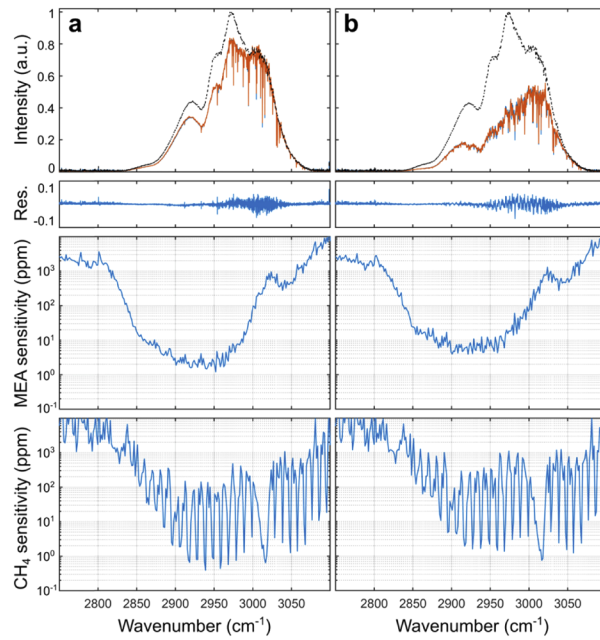 a
b
Intensity (a.u.)
1
0.8
0.6
0.4
0.2
0
Res.
0.1
-0.1
MEA sensitivity (ppm)
10³
10²
10¹
10⁰
10⁻¹
CH₄ sensitivity (ppm)
10³
10²
10¹
10⁰
10⁻¹
2800 2850 2900 2950 3000 3050
2800 2850 2900 2950 3000 3050
Wavenumber (cm⁻¹)
Wavenumber (cm⁻¹)